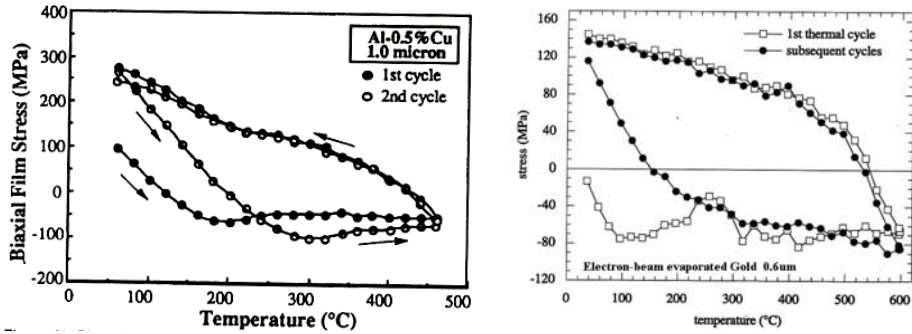 400
300
200
100
0
-100
-200
Biaxial Film Stress (MPa)
Al-0.5%Cu
1.0 micron
1st cycle
2nd cycle
0
100
200
300
400
500
Temperature (°C)
160
120
80
40
0
-40
-80
-120
stress (MPa)
1st thermal cycle
subsequent cycles
Electron-beam evaporated Gold 0.6um
0
100
200
300
400
500
600
temperature (°C)